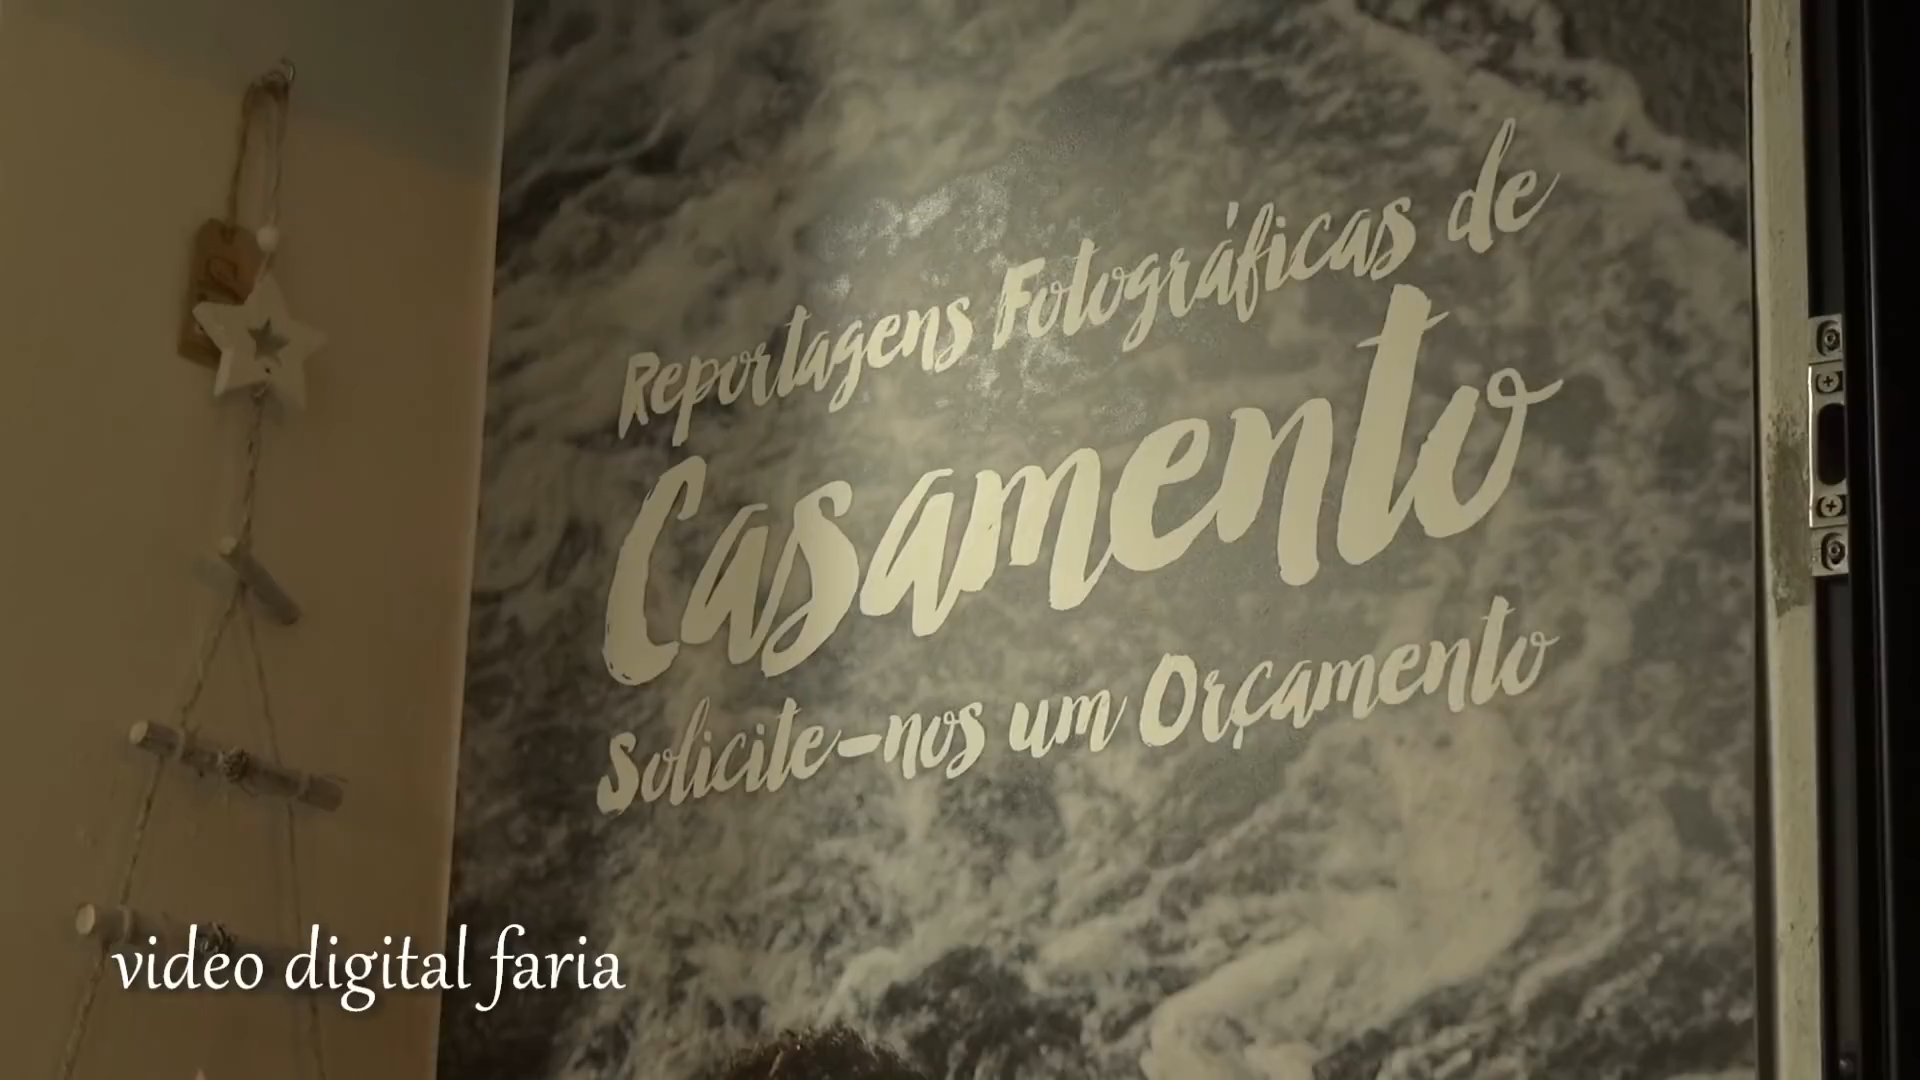 Reportagens Fotográficas de
Casamento
Solicite-nos um Orçamento
video digital faria